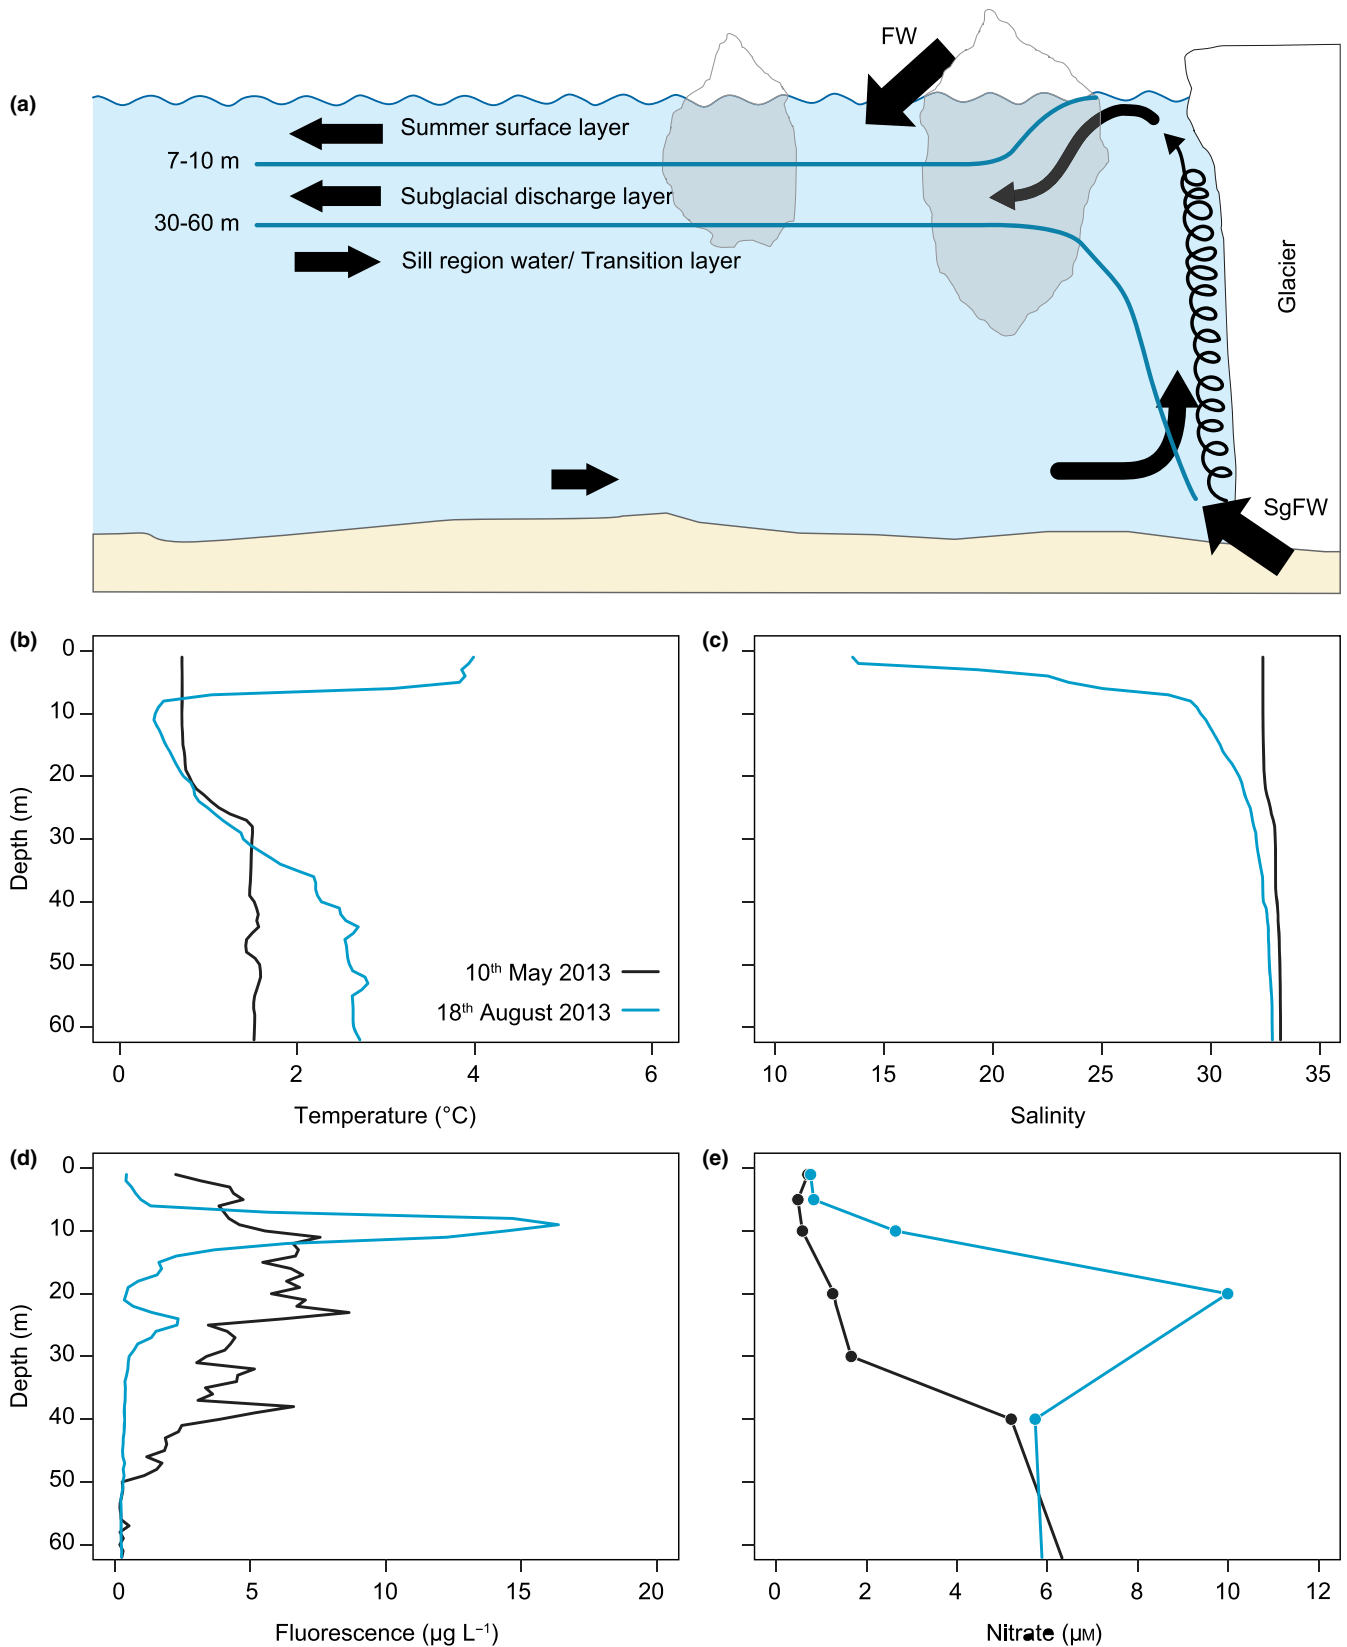 (a)
FW
Summer surface layer
7-10 m
Subglacial discharge layer
30-60 m
Sill region water/ Transition layer
Glacier
SgFW
(b)
0
10
20
30
40
50
60
Depth (m)
10th May 2013
18th August 2013
0 2 4 6
Temperature (°C)
(c)
10 15 20 25 30 35
Salinity
(d)
0
10
20
30
40
50
60
Depth (m)
0 5 10 15 20
Fluorescence (µg L⁻¹)
(e)
0 2 4 6 8 10 12
Nitrate (µM)